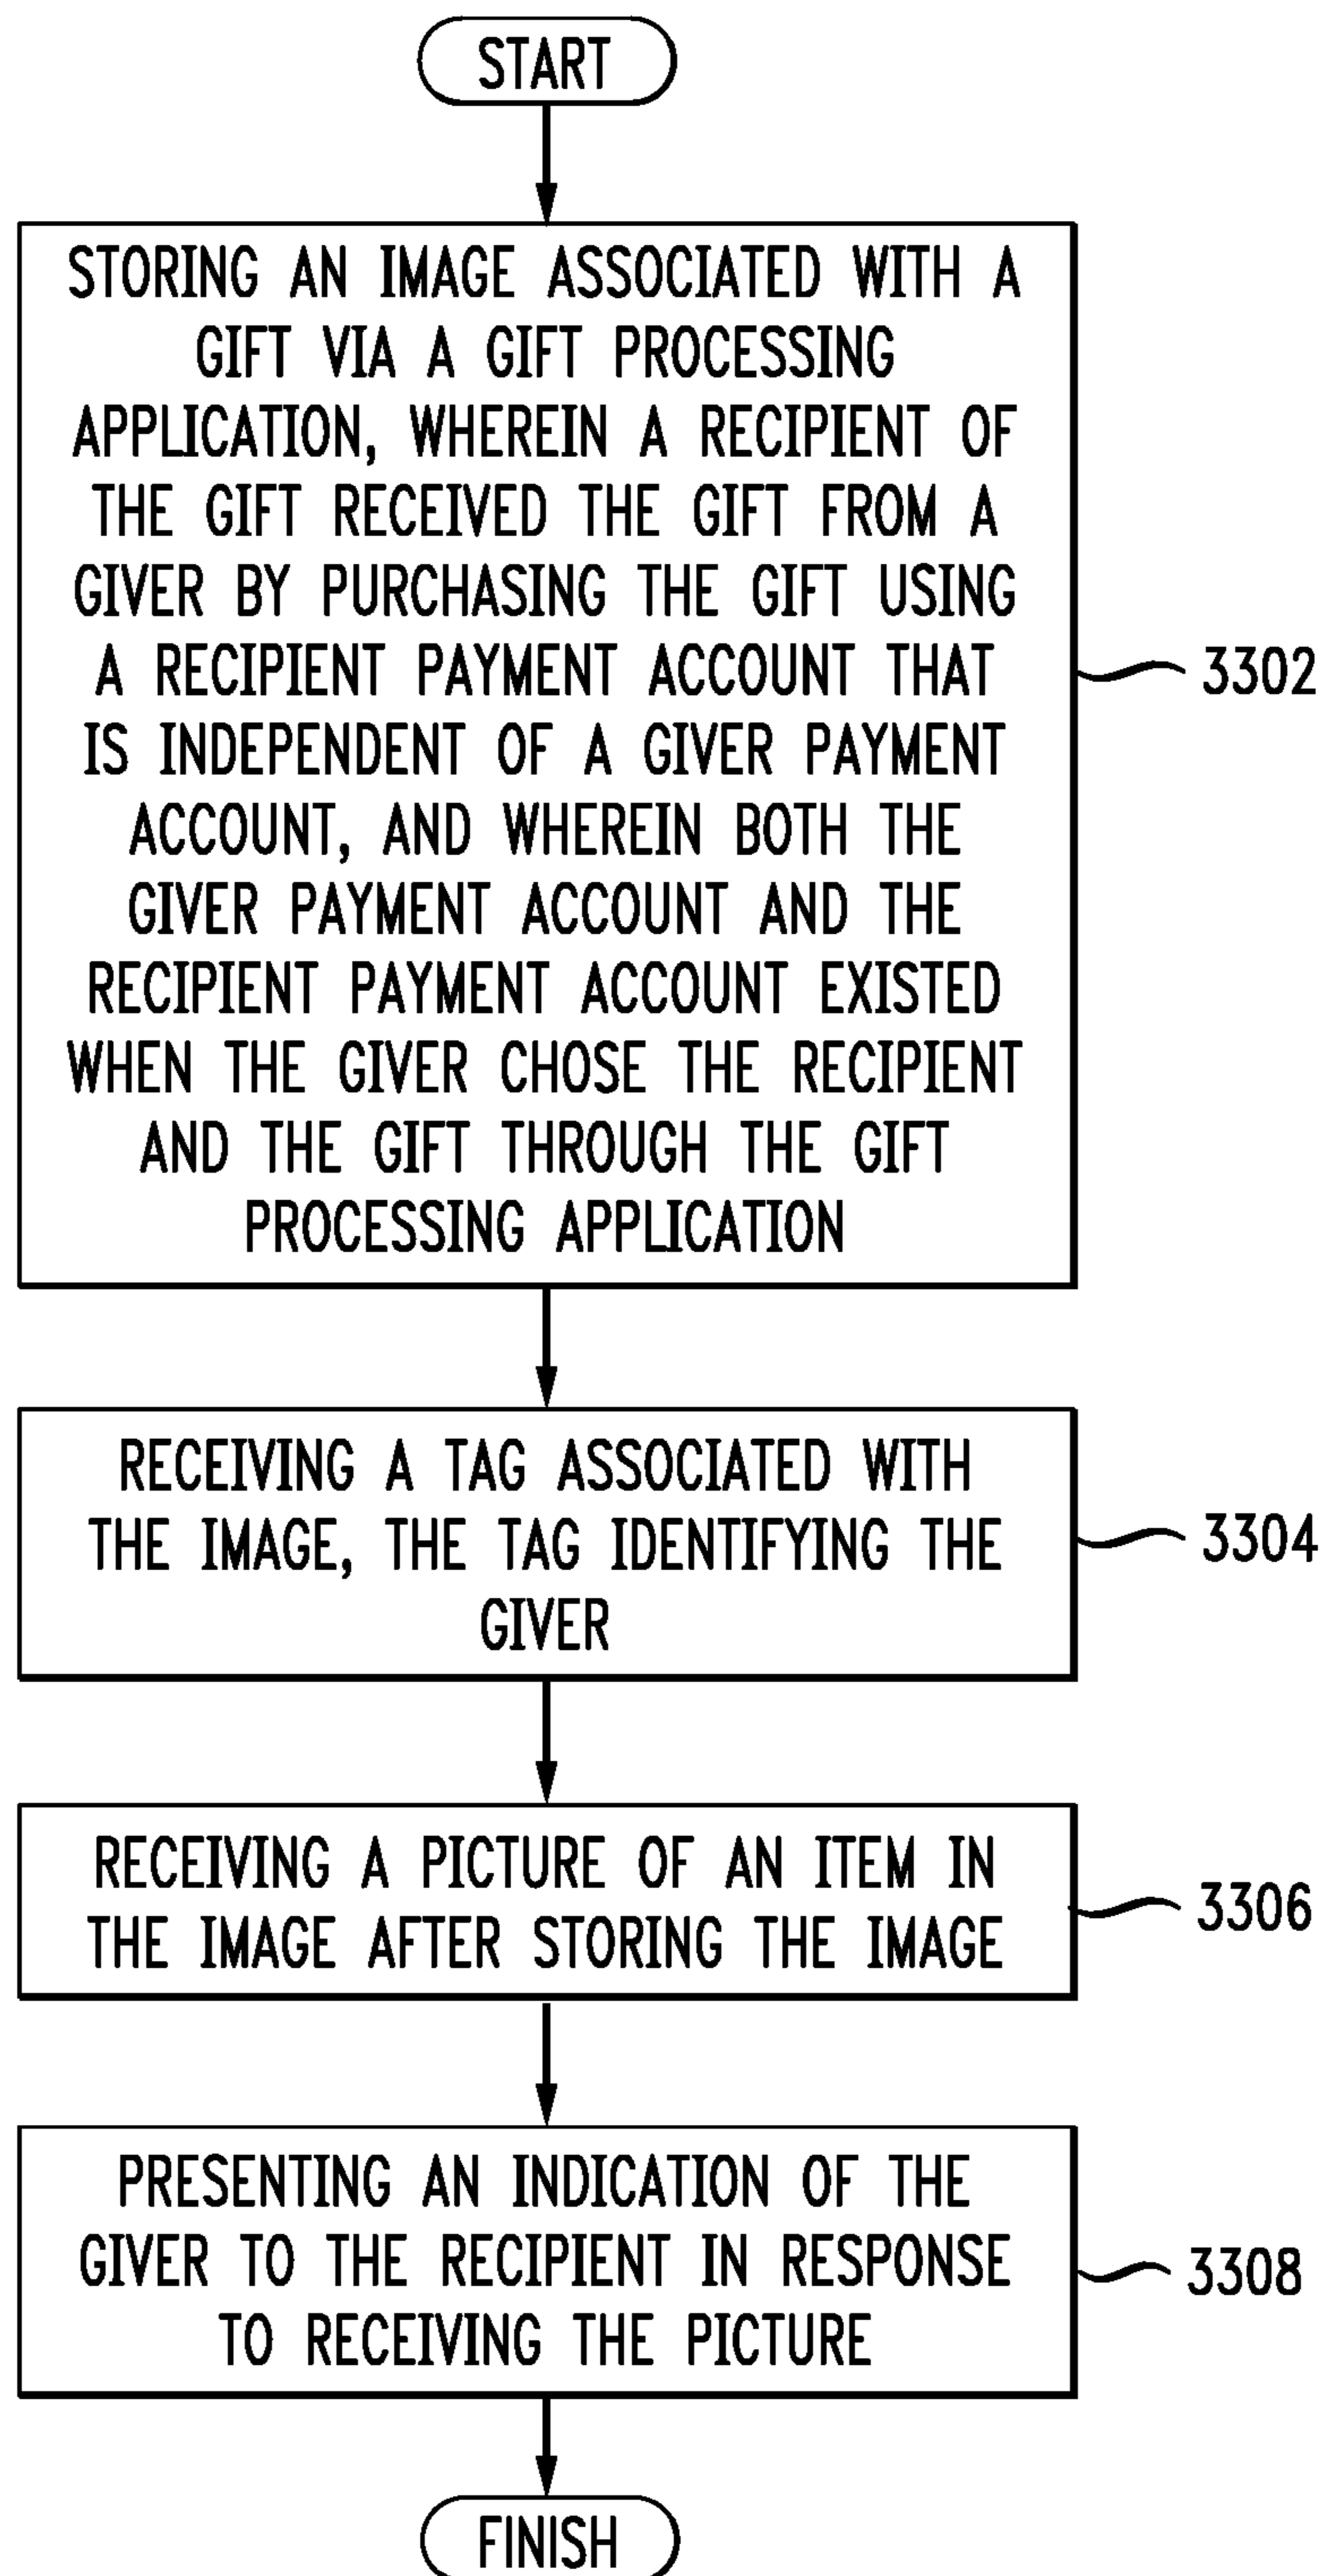 START
STORING AN IMAGE ASSOCIATED WITH A
GIFT VIA A GIFT PROCESSING
APPLICATION, WHEREIN A RECIPIENT OF
THE GIFT RECEIVED THE GIFT FROM A
GIVER BY PURCHASING THE GIFT USING
A RECIPIENT PAYMENT ACCOUNT THAT
IS INDEPENDENT OF A GIVER PAYMENT
ACCOUNT, AND WHEREIN BOTH THE
GIVER PAYMENT ACCOUNT AND THE
RECIPIENT PAYMENT ACCOUNT EXISTED
WHEN THE GIVER CHOSE THE RECIPIENT
AND THE GIFT THROUGH THE GIFT
PROCESSING APPLICATION
3302
RECEIVING A TAG ASSOCIATED WITH
THE IMAGE, THE TAG IDENTIFYING THE
GIVER
3304
RECEIVING A PICTURE OF AN ITEM IN
THE IMAGE AFTER STORING THE IMAGE
3306
PRESENTING AN INDICATION OF THE
GIVER TO THE RECIPIENT IN RESPONSE
TO RECEIVING THE PICTURE
3308
FINISH